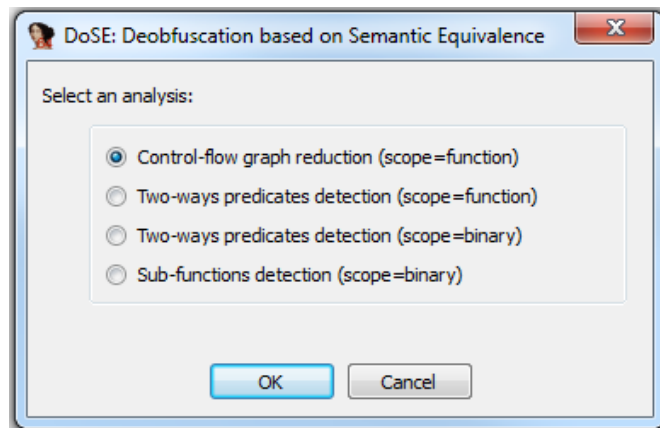 DoSE: Deobfuscation based on Semantic Equivalence
Select an analysis:
Control-flow graph reduction (scope=function)
Two-ways predicates detection (scope=function)
Two-ways predicates detection (scope=binary)
Sub-functions detection (scope=binary)
OK Cancel